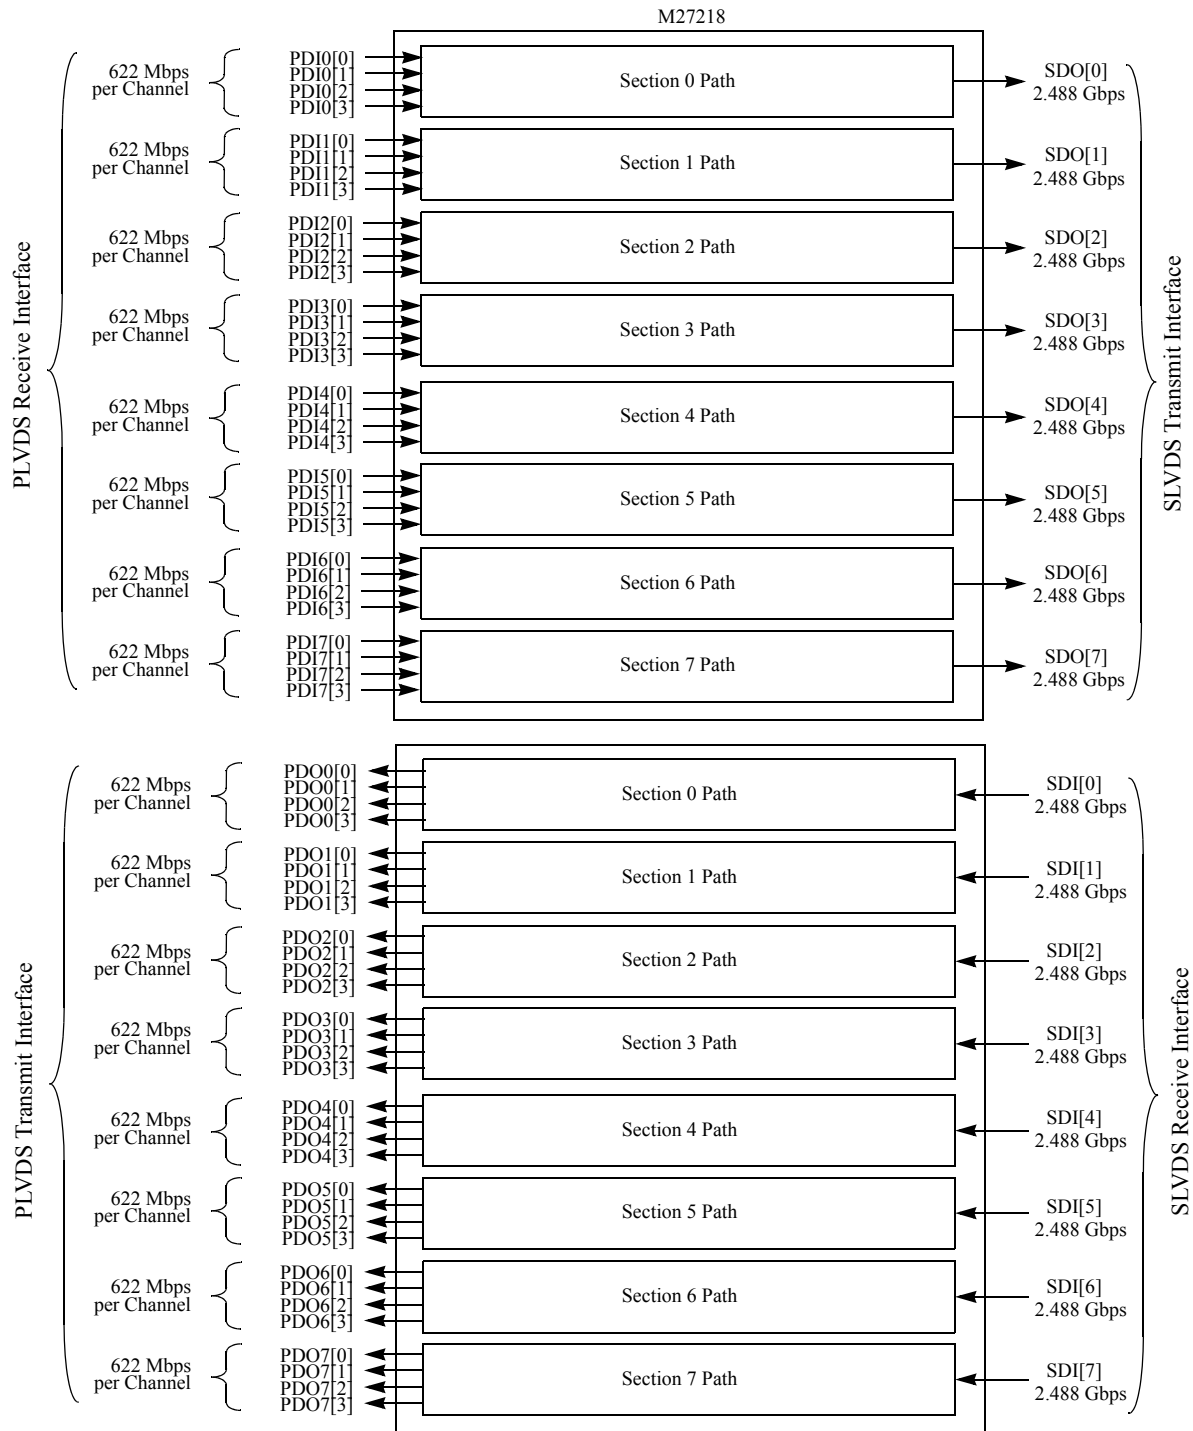 M27218
PLVDS Receive Interface
622 Mbps
per Channel
PDI0[0]
PDI0[1]
PDI0[2]
PDI0[3]
Section 0 Path
SDO[0]
2.488 Gbps
622 Mbps
per Channel
PDI1[0]
PDI1[1]
PDI1[2]
PDI1[3]
Section 1 Path
SDO[1]
2.488 Gbps
622 Mbps
per Channel
PDI2[0]
PDI2[1]
PDI2[2]
PDI2[3]
Section 2 Path
SDO[2]
2.488 Gbps
622 Mbps
per Channel
PDI3[0]
PDI3[1]
PDI3[2]
PDI3[3]
Section 3 Path
SDO[3]
2.488 Gbps
622 Mbps
per Channel
PDI4[0]
PDI4[1]
PDI4[2]
PDI4[3]
Section 4 Path
SDO[4]
2.488 Gbps
622 Mbps
per Channel
PDI5[0]
PDI5[1]
PDI5[2]
PDI5[3]
Section 5 Path
SDO[5]
2.488 Gbps
622 Mbps
per Channel
PDI6[0]
PDI6[1]
PDI6[2]
PDI6[3]
Section 6 Path
SDO[6]
2.488 Gbps
622 Mbps
per Channel
PDI7[0]
PDI7[1]
PDI7[2]
PDI7[3]
Section 7 Path
SDO[7]
2.488 Gbps
SLVDS Transmit Interface
PLVDS Transmit Interface
622 Mbps
per Channel
PDO0[0]
PDO0[1]
PDO0[2]
PDO0[3]
Section 0 Path
SDI[0]
2.488 Gbps
622 Mbps
per Channel
PDO1[0]
PDO1[1]
PDO1[2]
PDO1[3]
Section 1 Path
SDI[1]
2.488 Gbps
622 Mbps
per Channel
PDO2[0]
PDO2[1]
PDO2[2]
PDO2[3]
Section 2 Path
SDI[2]
2.488 Gbps
622 Mbps
per Channel
PDO3[0]
PDO3[1]
PDO3[2]
PDO3[3]
Section 3 Path
SDI[3]
2.488 Gbps
622 Mbps
per Channel
PDO4[0]
PDO4[1]
PDO4[2]
PDO4[3]
Section 4 Path
SDI[4]
2.488 Gbps
622 Mbps
per Channel
PDO5[0]
PDO5[1]
PDO5[2]
PDO5[3]
Section 5 Path
SDI[5]
2.488 Gbps
622 Mbps
per Channel
PDO6[0]
PDO6[1]
PDO6[2]
PDO6[3]
Section 6 Path
SDI[6]
2.488 Gbps
622 Mbps
per Channel
PDO7[0]
PDO7[1]
PDO7[2]
PDO7[3]
Section 7 Path
SDI[7]
2.488 Gbps
SLVDS Receive Interface